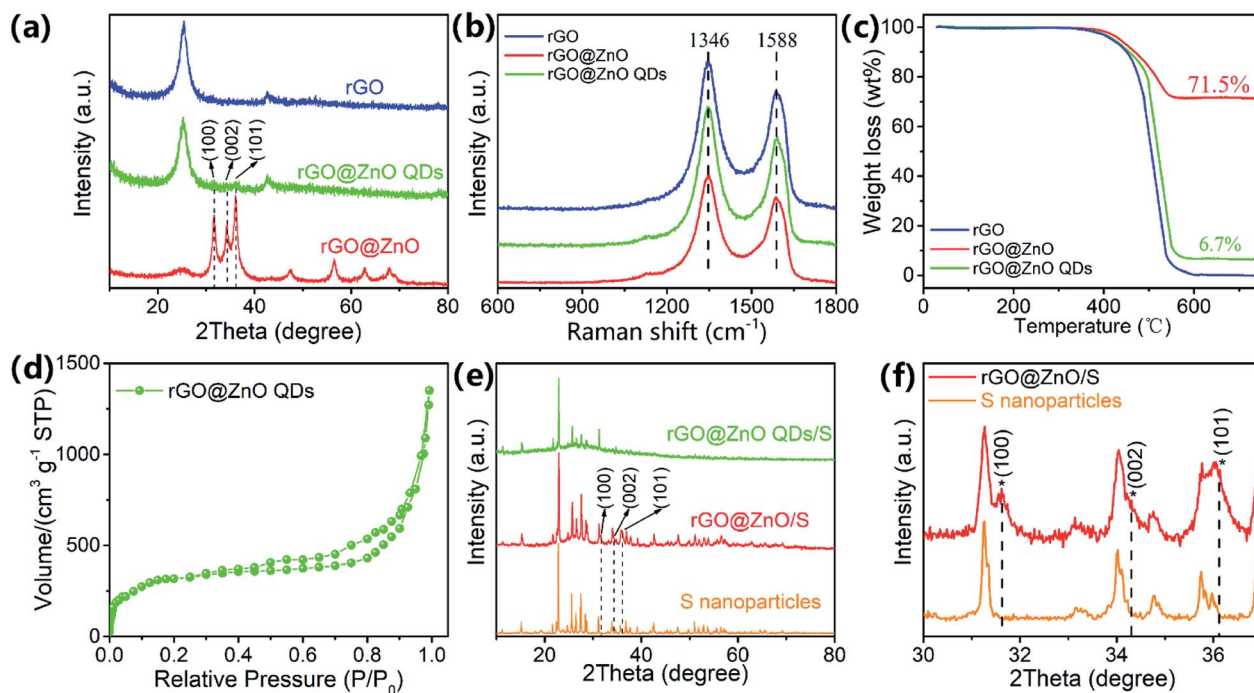 (a)
Intensity (a.u.)
rGO
(100)
(002)
(101)
rGO@ZnO QDs
rGO@ZnO
20
40
60
80
2Theta (degree)
(b)
Intensity (a.u.)
rGO
rGO@ZnO
rGO@ZnO QDs
1346
1588
600
900
1200
1500
1800
Raman shift (cm⁻¹)
(c)
Weight loss (wt%)
100
80
60
40
20
0
71.5%
6.7%
rGO
rGO@ZnO
rGO@ZnO QDs
0
200
400
600
Temperature (℃)
(d)
Volume/(cm³ g⁻¹ STP)
1500
1000
500
0
rGO@ZnO QDs
0.0
0.2
0.4
0.6
0.8
1.0
Relative Pressure (P/P₀)
(e)
Intensity (a.u.)
rGO@ZnO QDs/S
(100)
(002)
(101)
rGO@ZnO/S
S nanoparticles
20
40
60
80
2Theta (degree)
(f)
Intensity (a.u.)
rGO@ZnO/S
S nanoparticles
*(100)
*(002)
*(101)
30
32
34
36
2Theta (degree)